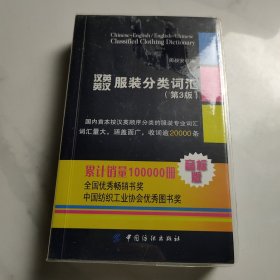 Chinese-English / English-Chinese
Classified Clothing Dictionary
汉英
英汉
服装分类词汇
(第3版)
国内首本按汉英顺序分类的服装专业词汇
词汇量大，涵盖面广，收词逾20000条
累计销量100000册
全国优秀畅销书奖
中国纺织工业协会优秀图书奖
中国纺织出版社